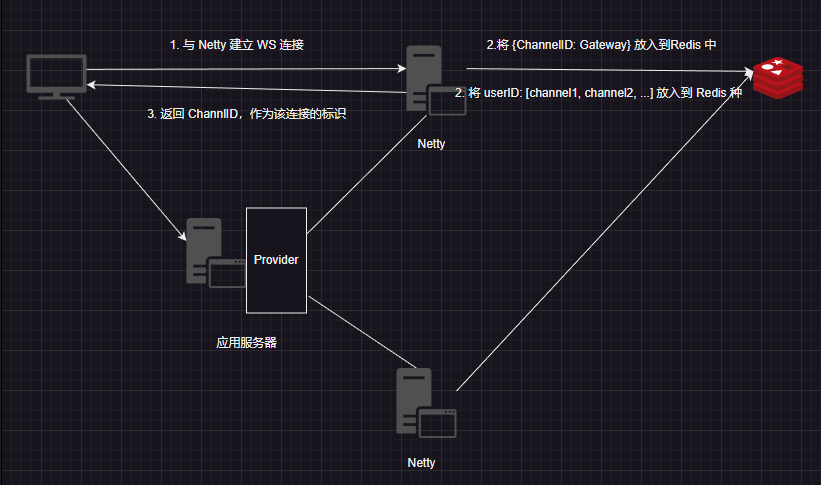 1. 与 Netty 建立 WS 连接
2.将 {ChannelID: Gateway} 放入到Redis 中
2. 将 userID: [channel1, channel2, ...] 放入到 Redis 种
3. 返回 ChannlID，作为该连接的标识
Netty
Provider
应用服务器
Netty